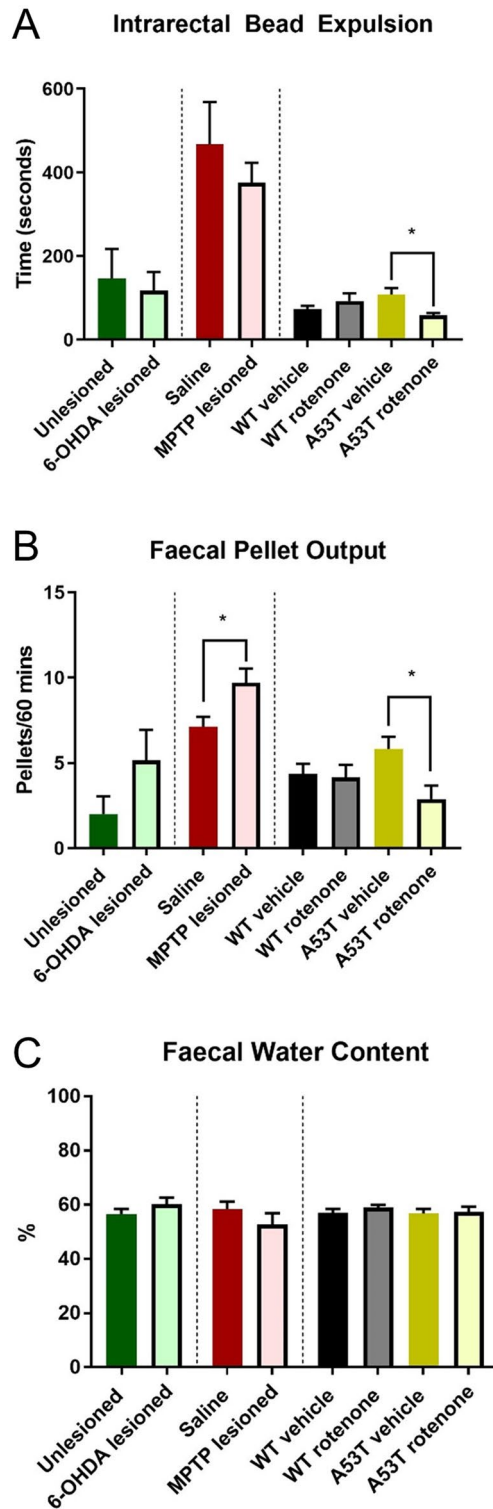 A
Intrarectal Bead Expulsion
Time (seconds)
600
400
200
0
*
Unlesioned
6-OHDA lesioned
Saline
MPTP lesioned
WT vehicle
WT rotenone
A53T vehicle
A53T rotenone
B
Faecal Pellet Output
Pellets/60 mins
15
10
5
0
*
*
Unlesioned
6-OHDA lesioned
Saline
MPTP lesioned
WT vehicle
WT rotenone
A53T vehicle
A53T rotenone
C
Faecal Water Content
%
100
80
60
40
20
0
Unlesioned
6-OHDA lesioned
Saline
MPTP lesioned
WT vehicle
WT rotenone
A53T vehicle
A53T rotenone